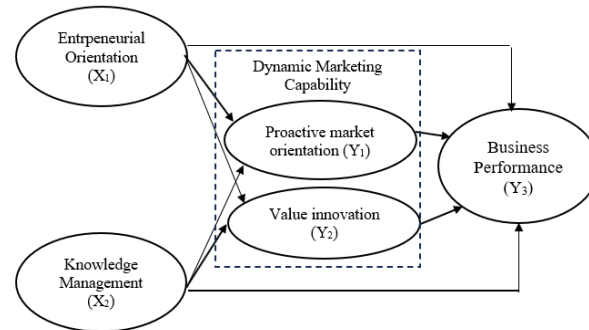 Entrpeneurial
Orientation
(X₁)
Dynamic Marketing
Capability
Proactive market
orientation (Y₁)
Business
Performance
(Y₃)
Value innovation
(Y₂)
Knowledge
Management
(X₂)